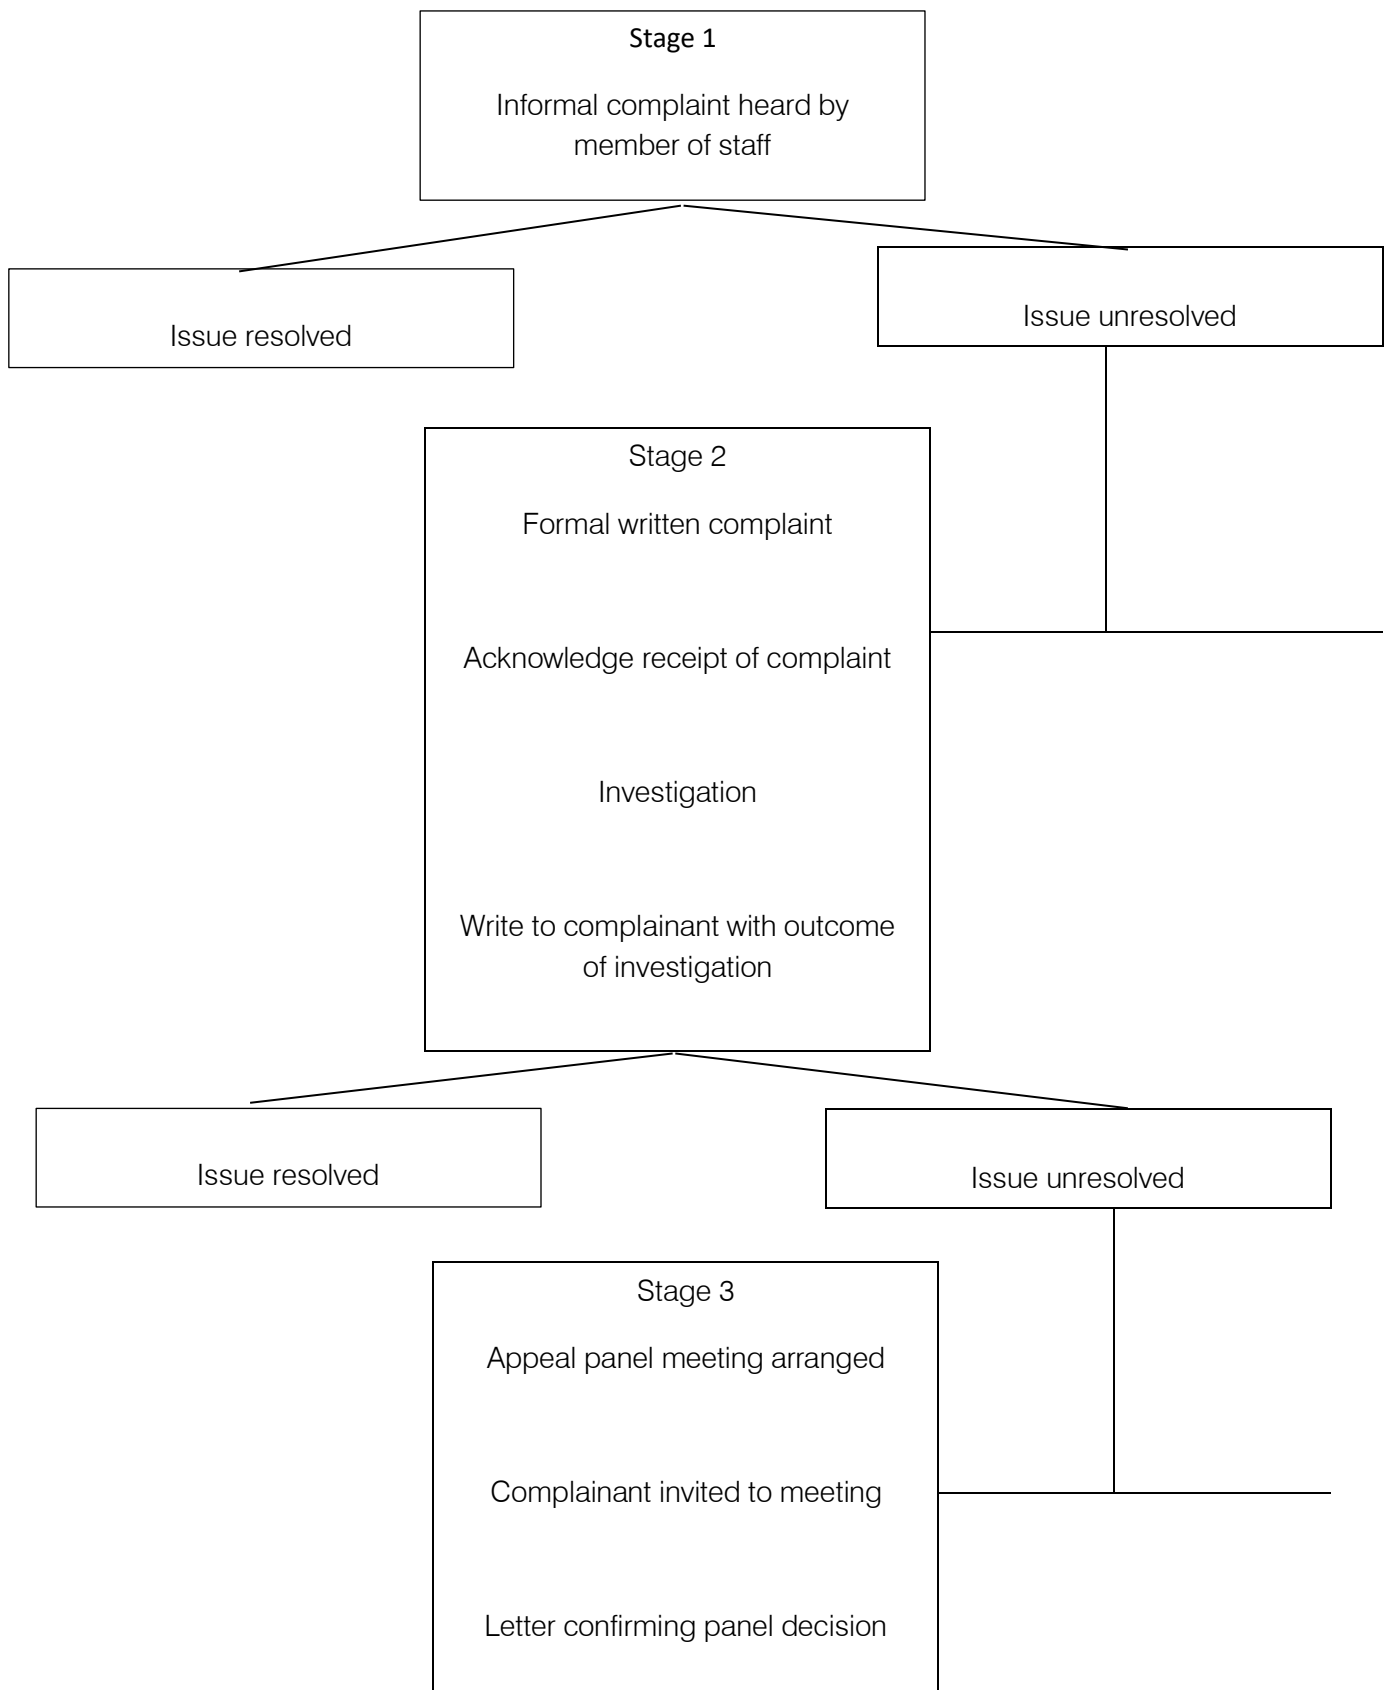 Stage 1
Informal complaint heard by
member of staff
Issue resolved
Issue unresolved
Stage 2
Formal written complaint
Acknowledge receipt of complaint
Investigation
Write to complainant with outcome
of investigation
Issue resolved
Issue unresolved
Stage 3
Appeal panel meeting arranged
Complainant invited to meeting
Letter confirming panel decision